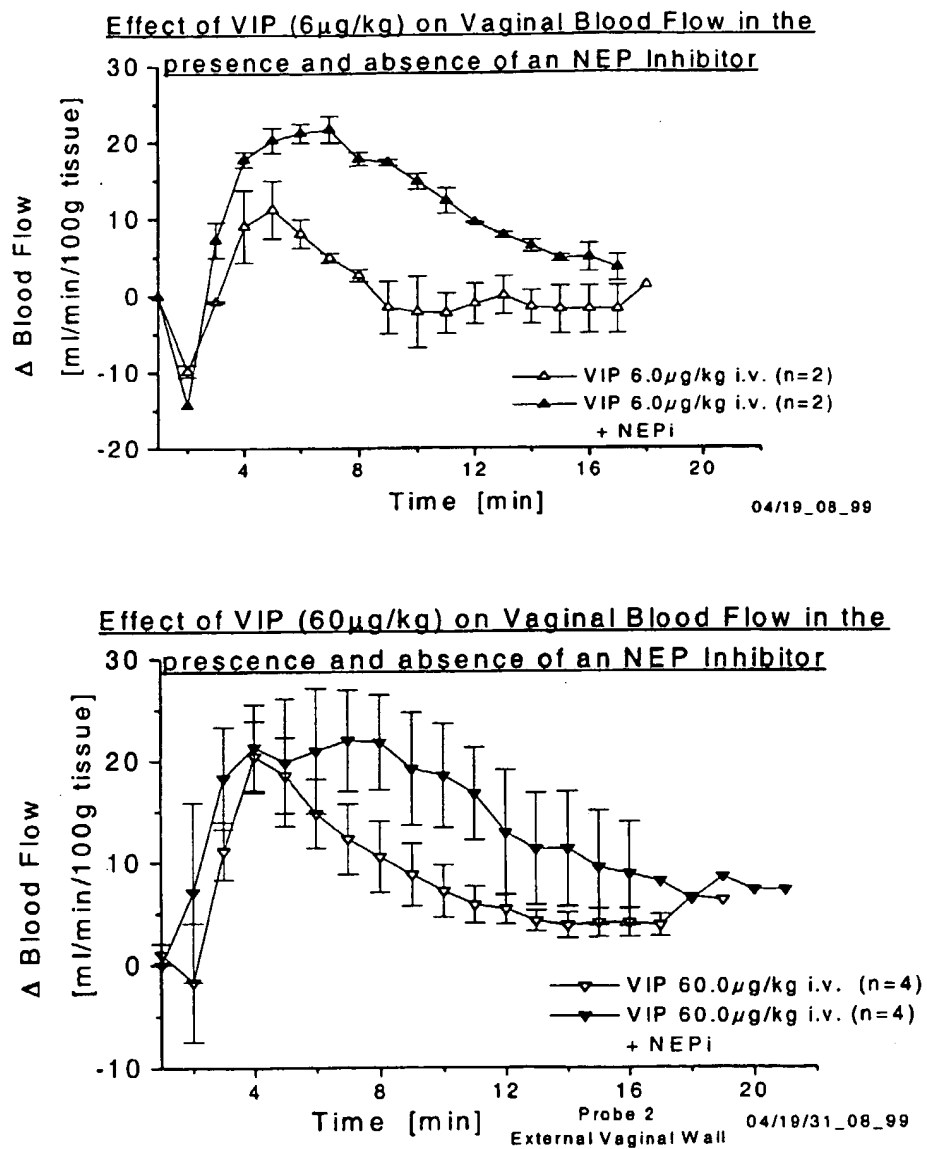 Effect of VIP (6µg/kg) on Vaginal Blood Flow in the
presence and absence of an NEP Inhibitor
30
20
10
0
-10
-20
Δ Blood Flow
[ml/min/100g tissue]
VIP 6.0µg/kg i.v. (n=2)
VIP 6.0µg/kg i.v. (n=2)
+ NEPi
4 8 12 16 20
Time [min]
04/19_08_99
Effect of VIP (60µg/kg) on Vaginal Blood Flow in the
prescence and absence of an NEP Inhibitor
30
20
10
0
-10
Δ Blood Flow
[ml/min/100g tissue]
VIP 60.0µg/kg i.v. (n=4)
VIP 60.0µg/kg i.v. (n=4)
+ NEPi
4 8 12 16 20
Time [min]
Probe 2
External Vaginal Wall
04/19/31_08_99